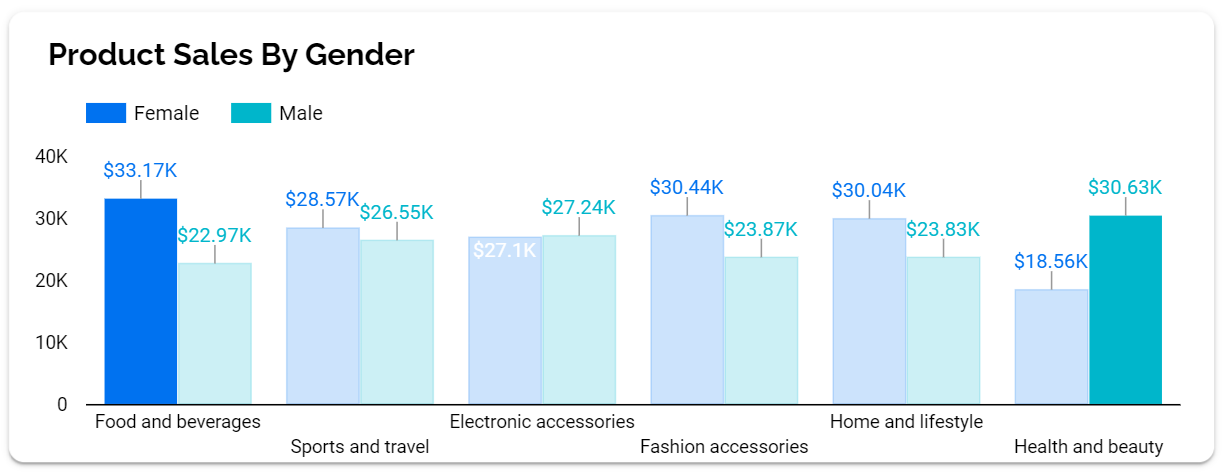 Product Sales By Gender
Female Male
40K
30K
20K
10K
0
$33.17K
$22.97K
$28.57K
$26.55K
$27.1K
$27.24K
$30.44K
$23.87K
$30.04K
$23.83K
$18.56K
$30.63K
Food and beverages
Sports and travel
Electronic accessories
Fashion accessories
Home and lifestyle
Health and beauty